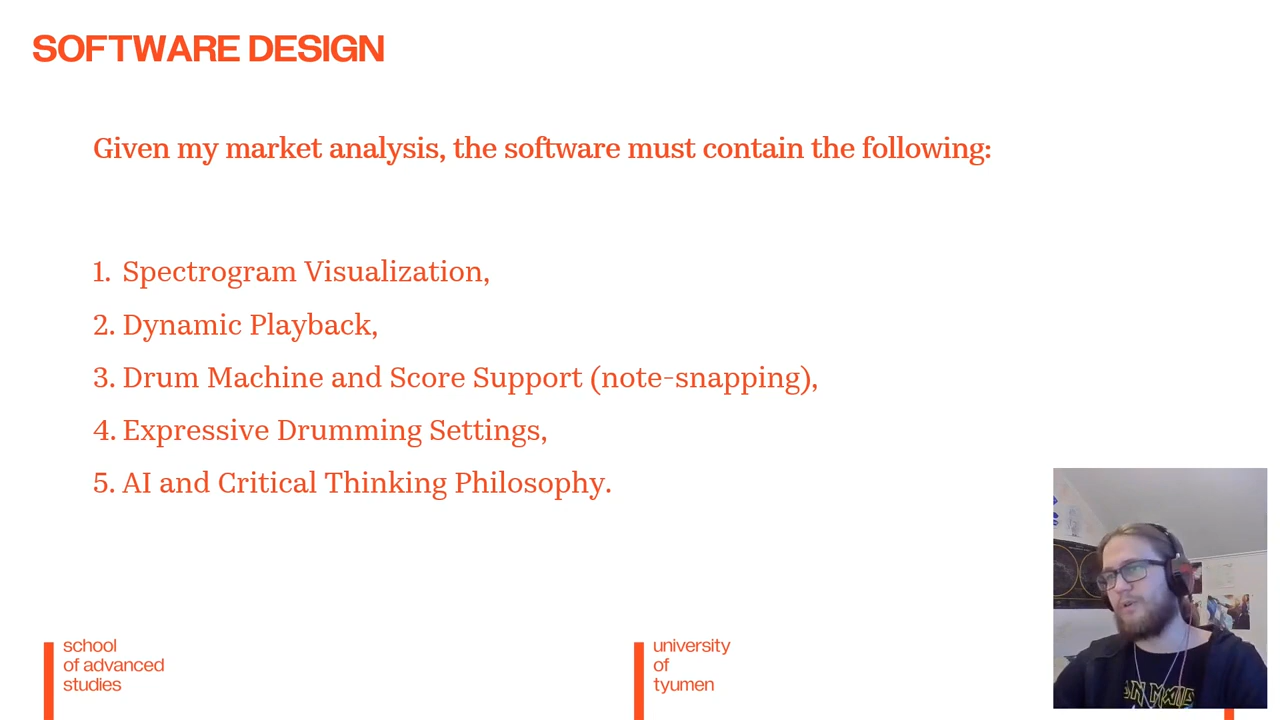 SOFTWARE DESIGN
Given my market analysis, the software must contain the following:
1. Spectrogram Visualization,
2. Dynamic Playback,
3. Drum Machine and Score Support (note-snapping),
4. Expressive Drumming Settings,
5. AI and Critical Thinking Philosophy.
school
of advanced
studies
university
of
tyumen